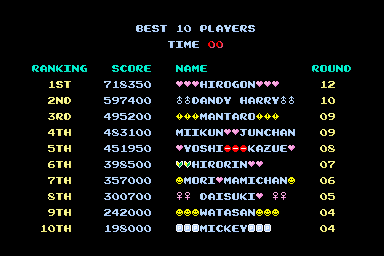 BEST 10 PLAYERS
TIME 00
RANKING SCORE NAME ROUND
1ST 718350 ♥♥♥HIROGON♥♥♥ 12
2ND 597400 ♂♂DANDY HARRY♂♂ 10
3RD 495200 ◆◆◆MANTARO◆◆◆ 09
4TH 483100 MIIKUN♥♥JUNCHAN 09
5TH 451950 ♥YOSHI●●●KAZUE♥ 08
6TH 398500 ♥♥HIRORIN♥♥ 07
7TH 357000 ☻MORI♥MAMICHAN☻ 06
8TH 300700 ♀♀ DAISUKI♥ ♀♀ 05
9TH 242000 ☻☻☻WATASAN☻☻☻ 04
10TH 198000 MICKEY 04